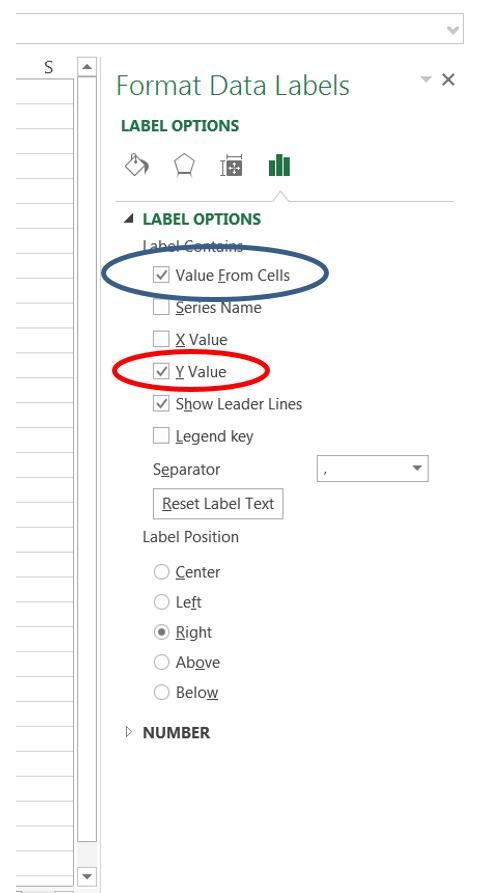 S
Format Data Labels
LABEL OPTIONS
LABEL OPTIONS
Label Contains
Value From Cells
Series Name
X Value
Y Value
Show Leader Lines
Legend key
Separator ,
Reset Label Text
Label Position
Center
Left
Right
Above
Below
NUMBER